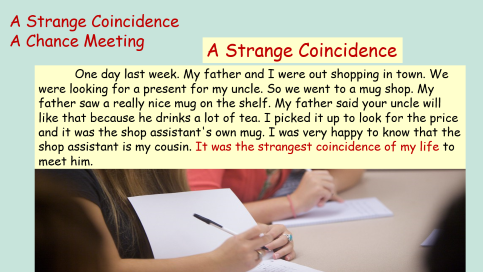 A Strange Coincidence
A Chance Meeting
A Strange Coincidence
One day last week. My father and I were out shopping in town. We
were looking for a present for my uncle. So we went to a mug shop. My
father saw a really nice mug on the shelf. My father said your uncle will
like that because he drinks a lot of tea. I picked it up to look for the price
and it was the shop assistant's own mug. I was very happy to know that the
shop assistant is my cousin. It was the strangest coincidence of my life to
meet him.